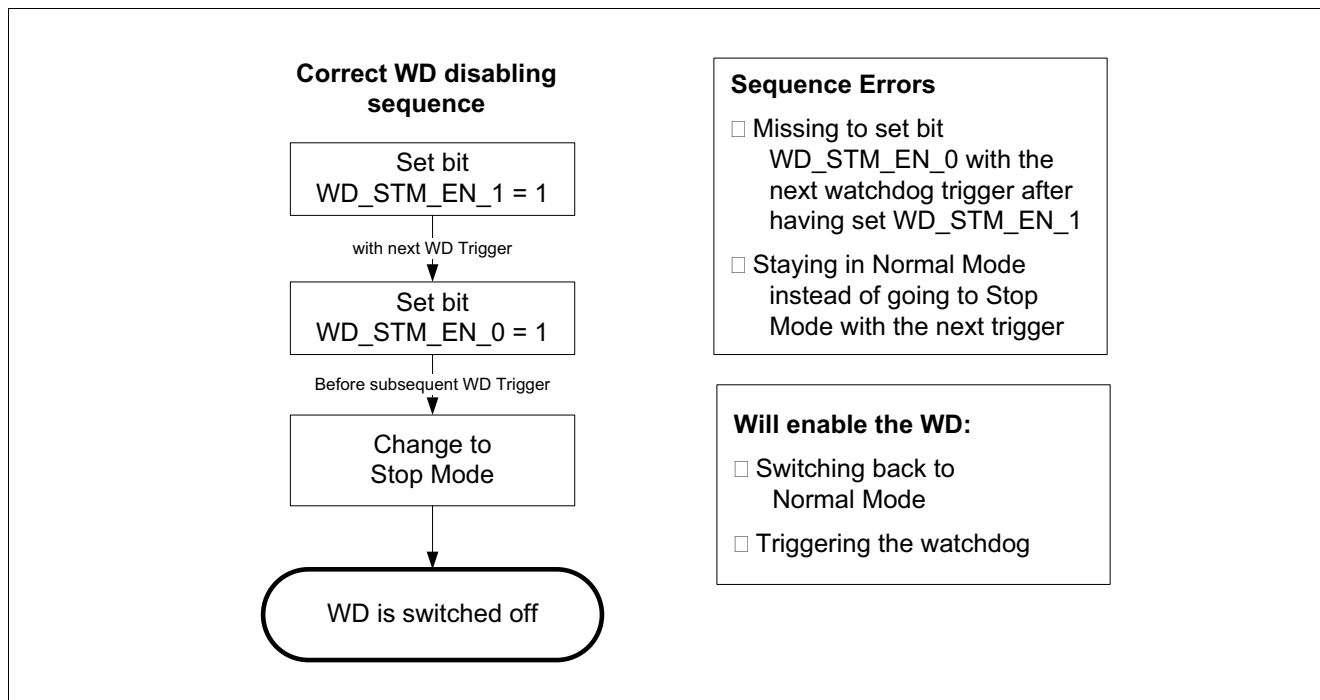 Correct WD disabling
sequence
Set bit
WD_STM_EN_1 = 1
with next WD Trigger
Set bit
WD_STM_EN_0 = 1
Before subsequent WD Trigger
Change to
Stop Mode
WD is switched off
Sequence Errors
□ Missing to set bit
WD_STM_EN_0 with the
next watchdog trigger after
having set WD_STM_EN_1
□ Staying in Normal Mode
instead of going to Stop
Mode with the next trigger
Will enable the WD:
□ Switching back to
Normal Mode
□ Triggering the watchdog